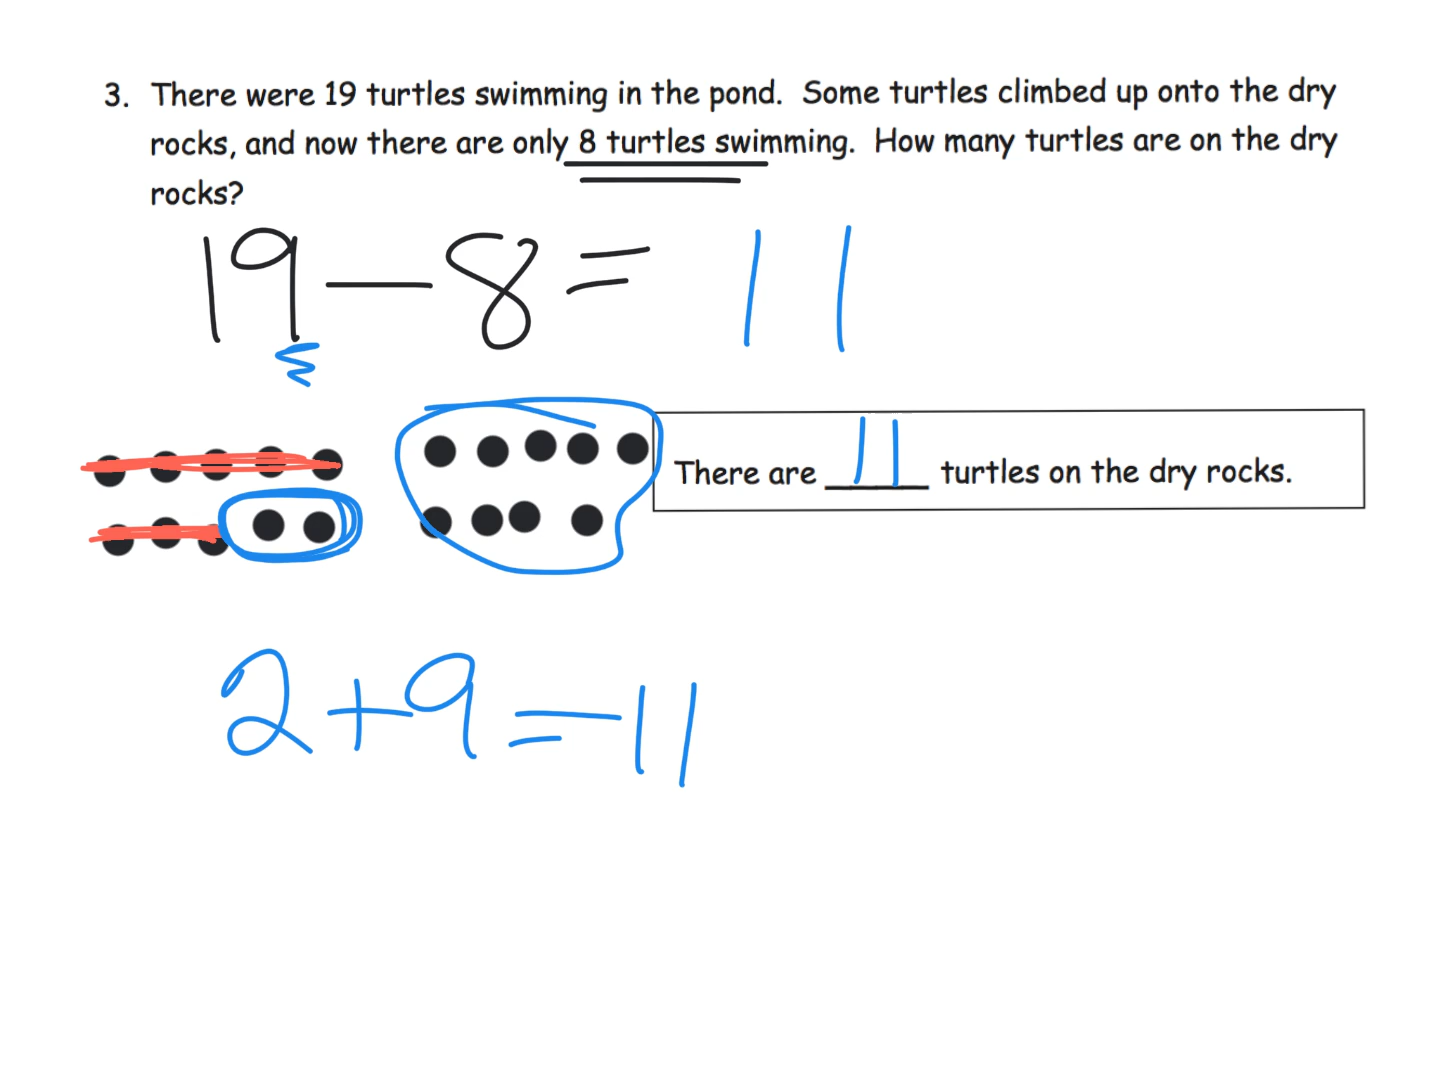 3. There were 19 turtles swimming in the pond. Some turtles climbed up onto the dry
rocks, and now there are only 8 turtles swimming. How many turtles are on the dry
rocks?
19 - 8 = 11
There are 11 turtles on the dry rocks.
2 + 9 = 11